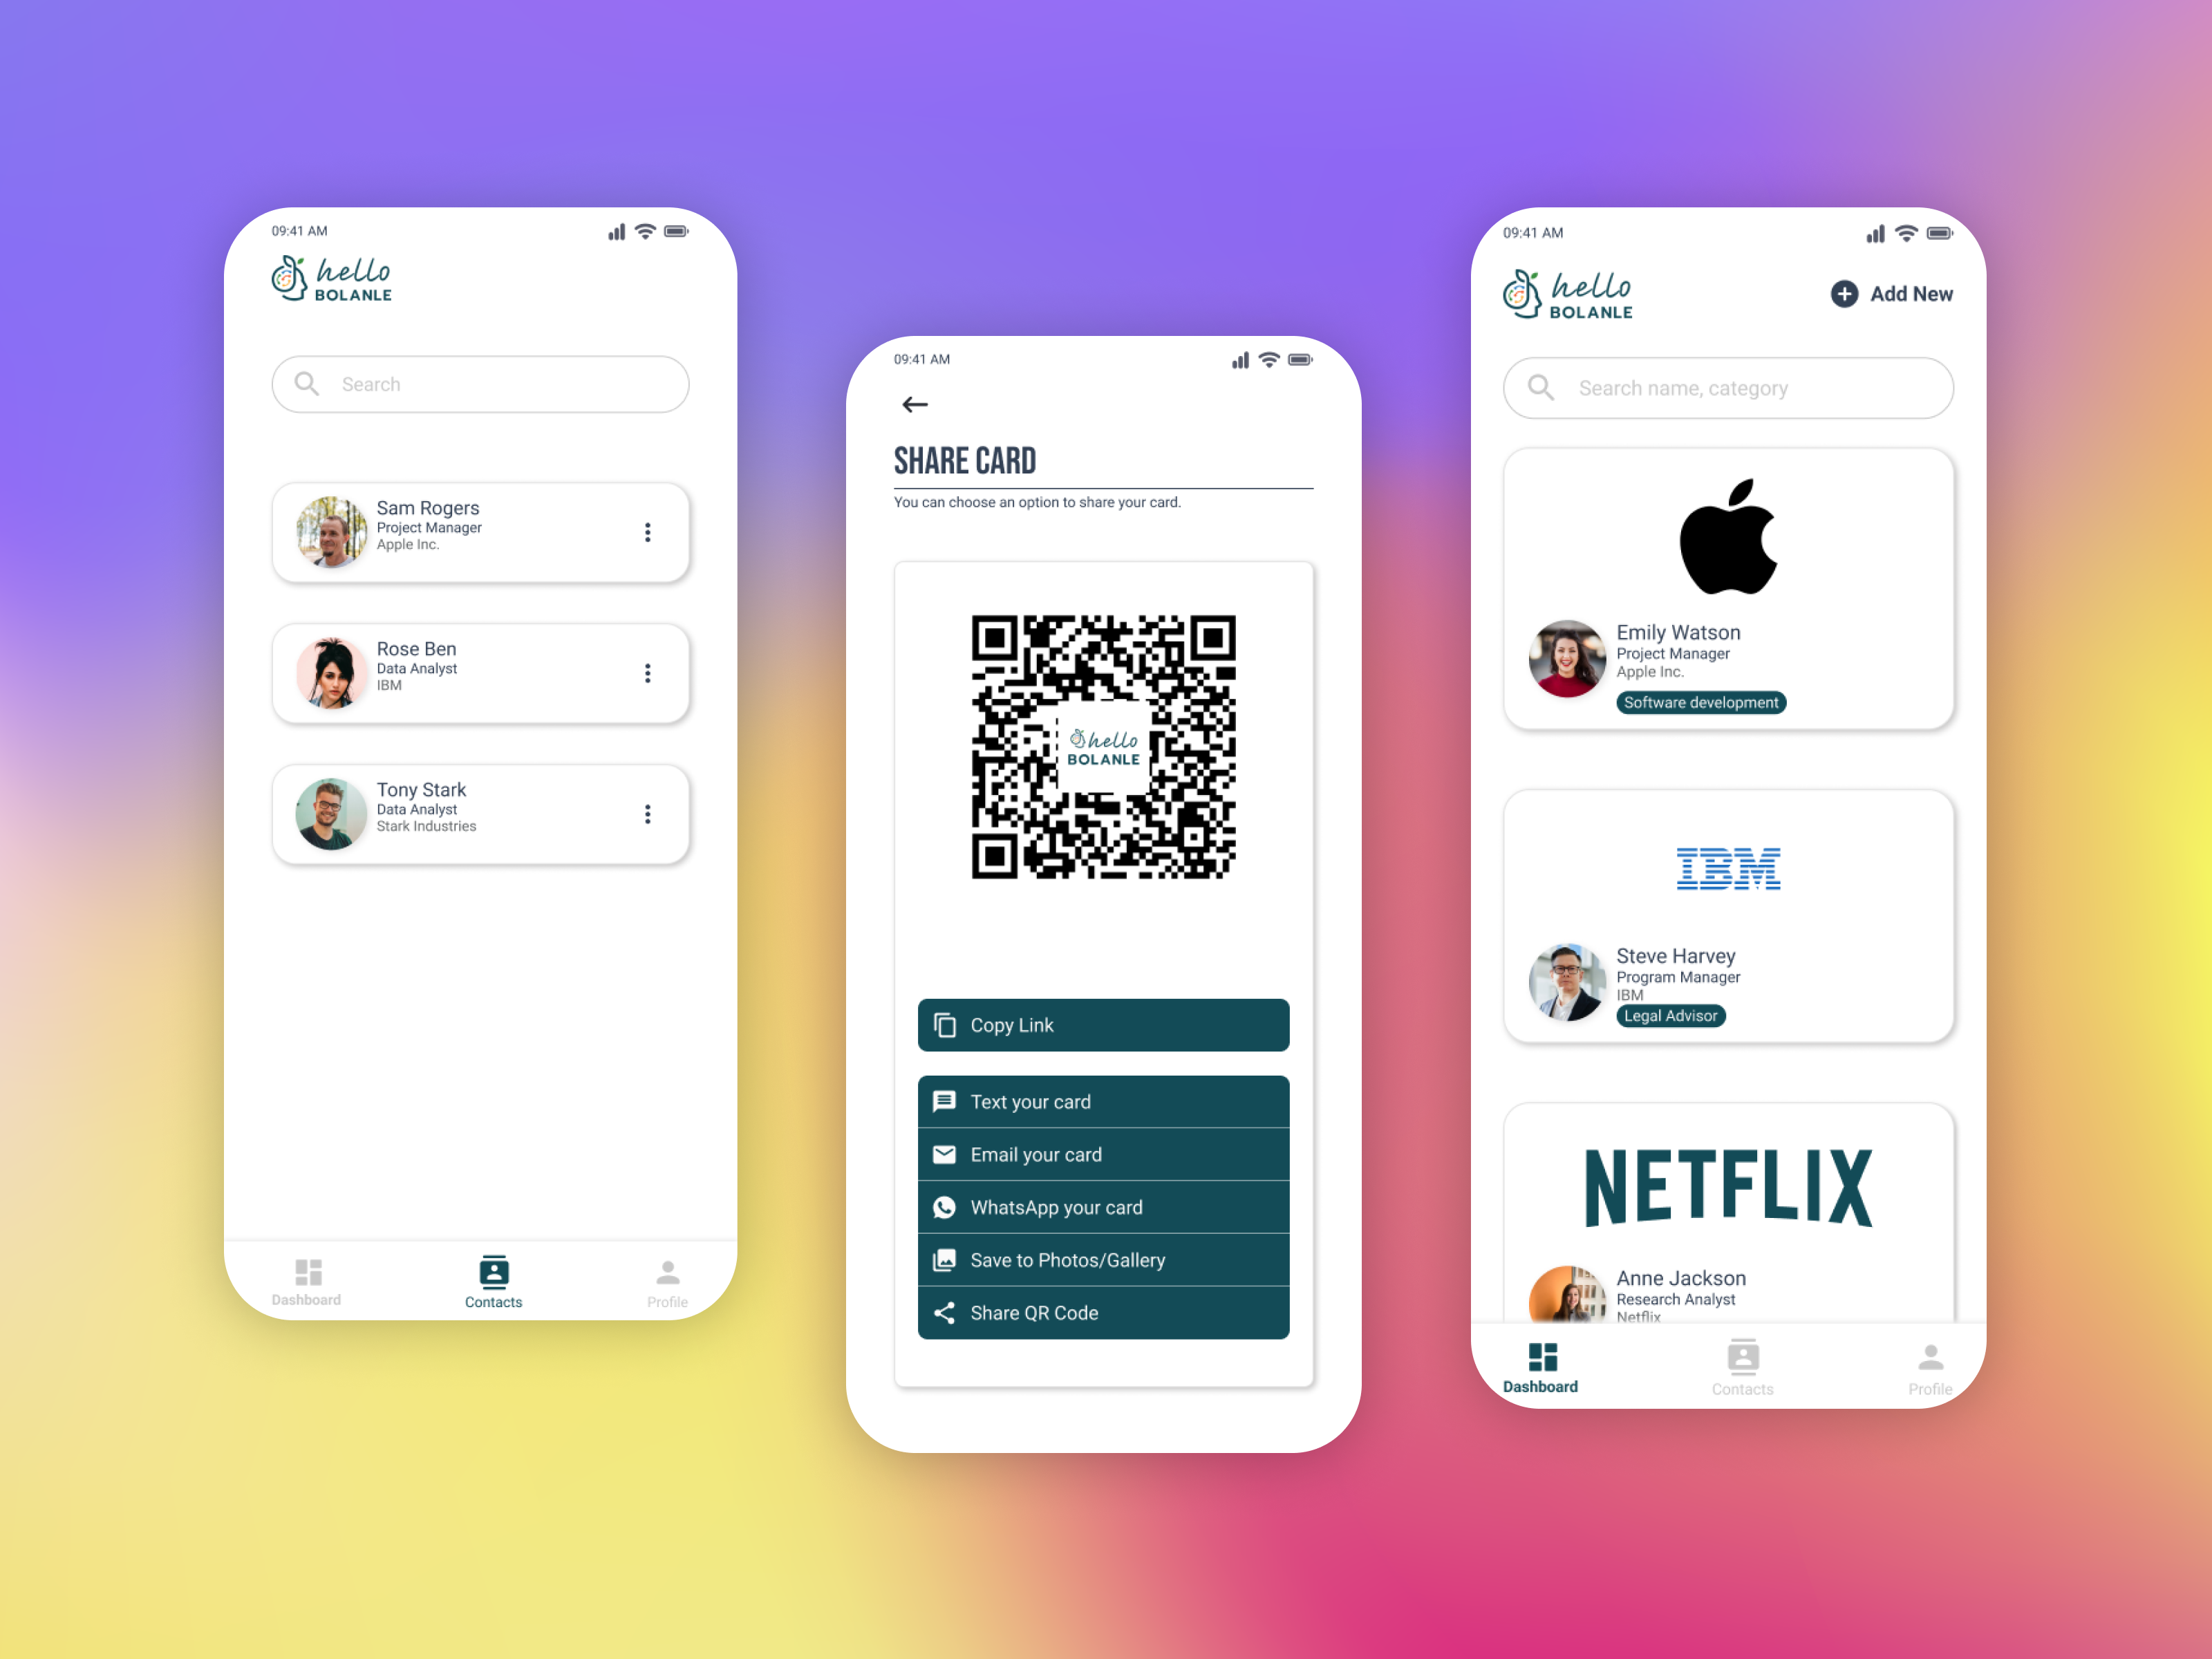 09:41 AM
hello
BOLANLE
Search
Sam Rogers
Project Manager
Apple Inc.
Rose Ben
Data Analyst
IBM
Tony Stark
Data Analyst
Stark Industries
Dashboard
Contacts
Profile
09:41 AM
SHARE CARD
You can choose an option to share your card.
hello
BOLANLE
Copy Link
Text your card
Email your card
WhatsApp your card
Save to Photos/Gallery
Share QR Code
09:41 AM
hello
BOLANLE
Add New
Search name, category
Emily Watson
Project Manager
Apple Inc.
Software development
IBM
Steve Harvey
Program Manager
IBM
Legal Advisor
NETFLIX
Anne Jackson
Research Analyst
Netflix
Dashboard
Contacts
Profile